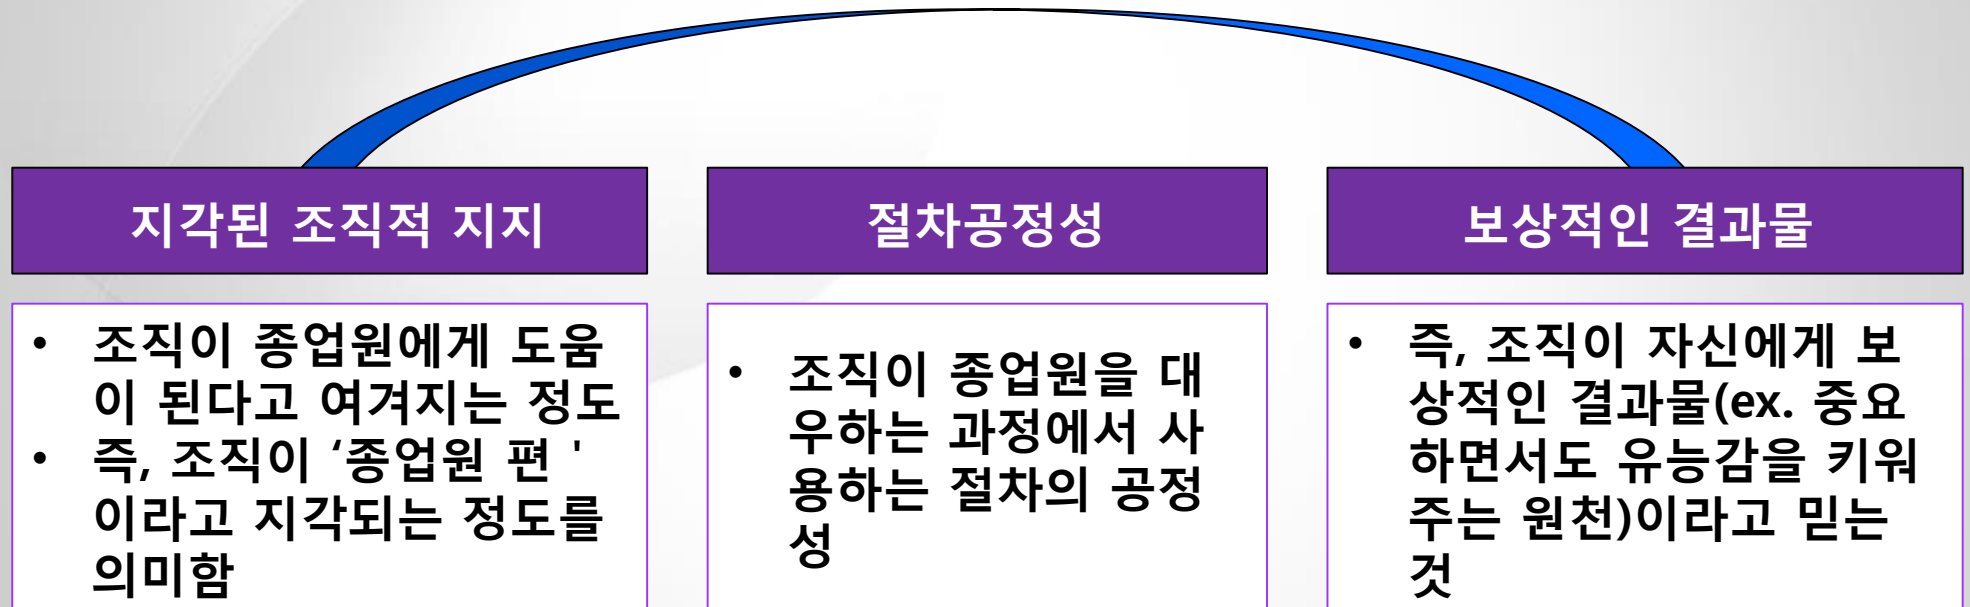 지각된 조직적 지지
절차공정성
보상적인 결과물
• 조직이 종업원에게 도움
이 된다고 여겨지는 정도
• 즉, 조직이 ‘종업원 편 '
이라고 지각되는 정도를
의미함
• 조직이 종업원을 대
우하는 과정에서 사
용하는 절차의 공정
성
• 즉, 조직이 자신에게 보
상적인 결과물(ex. 중요
하면서도 유능감을 키워
주는 원천)이라고 믿는
것